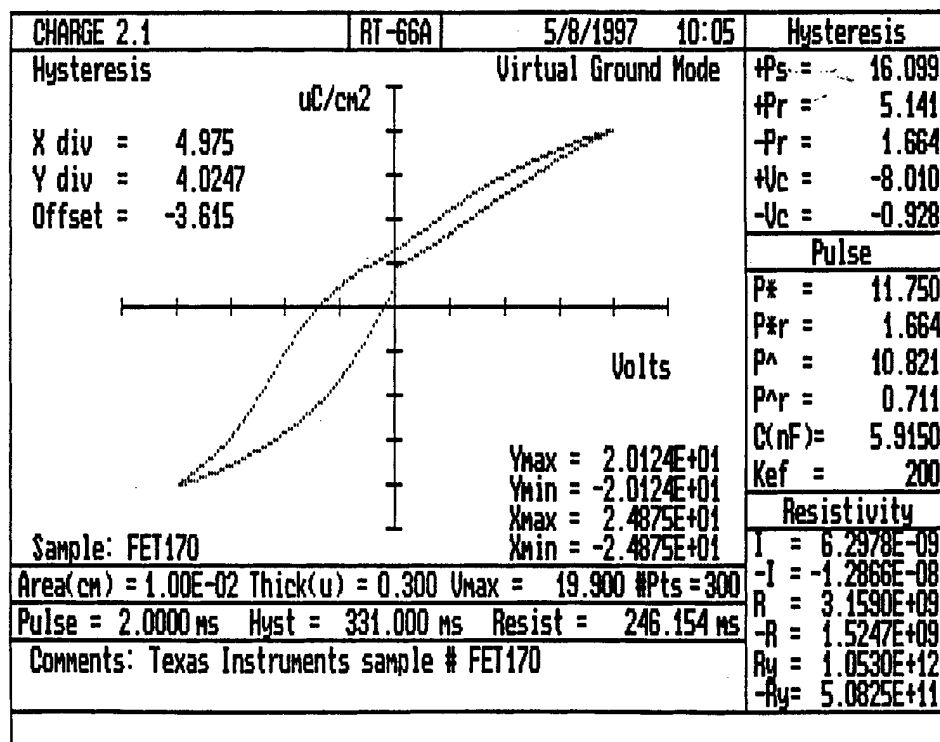 CHARGE 2.1 RT-66A 5/8/1997 10:05
Hysteresis Virtual Ground Mode
uC/cm2
X div = 4.975
Y div = 4.0247
Offset = -3.615
Volts
Ymax = 2.0124E+01
Ymin = -2.0124E+01
Xmax = 2.4875E+01
Xmin = -2.4875E+01
Sample: FET170
Area(cm) = 1.00E-02 Thick(u) = 0.300 Vmax = 19.900 #Pts=300
Pulse = 2.0000 ms Hyst = 331.000 ms Resist = 246.154 ms
Comments: Texas Instruments sample # FET170
Hysteresis
+Ps = 16.099
+Pr = 5.141
-Pr = 1.664
+Vc = -8.010
-Vc = -0.928
Pulse
P* = 11.750
P*r = 1.664
P^ = 10.821
P^r = 0.711
C(nF)= 5.9150
Kef = 200
Resistivity
I = 6.2978E-09
-I = -1.2866E-08
R = 3.1590E+09
-R = 1.5247E+09
Ry = 1.0530E+12
-Ry= 5.0825E+11